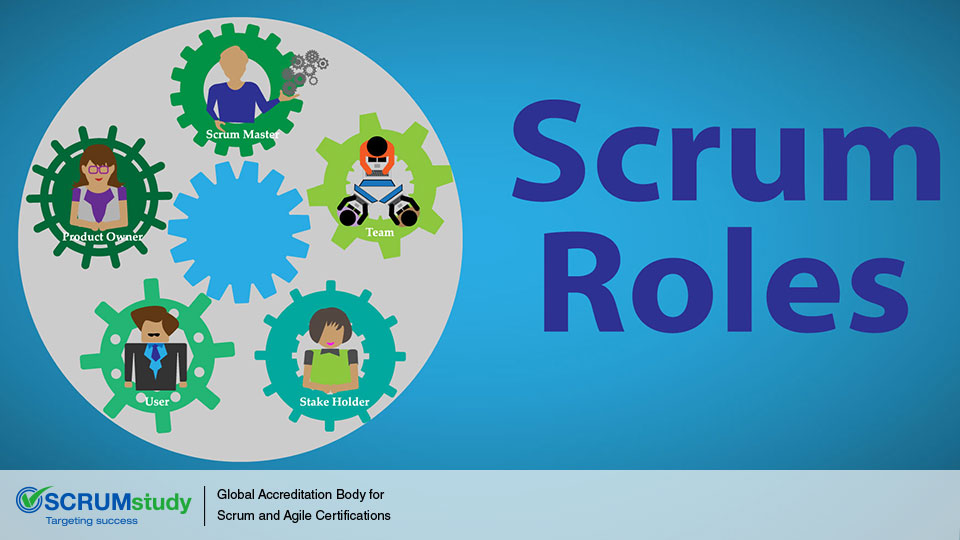 Scrum Master
Product Owner
Team
User
Stake Holder
Scrum
Roles
SCRUMstudy
Targeting success
Global Accreditation Body for
Scrum and Agile Certifications